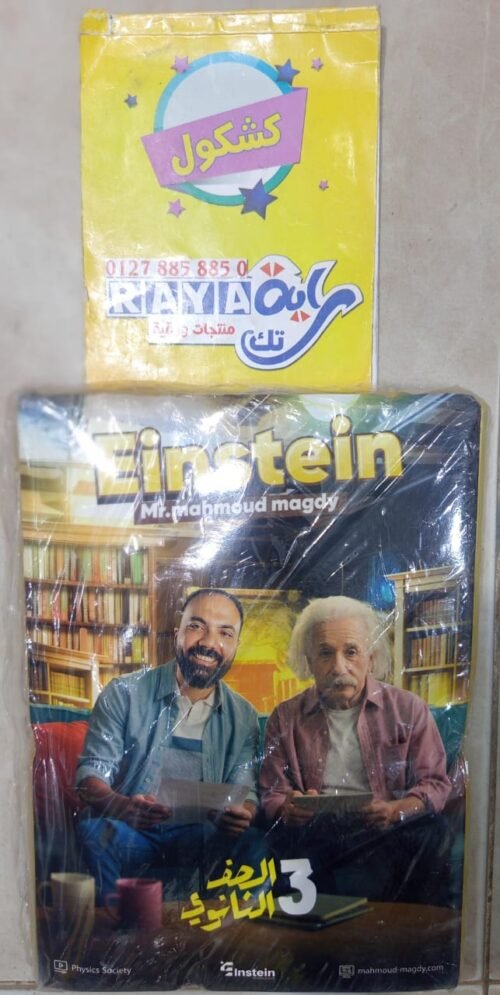 كشكول
0127 885 885 0
RAYA راية
منتجات ورقية
تك
Einstein
Mr.mahmoud magdy
3 الصف
الثانوي
Physics Society
Einstein
mahmoud-magdy.com